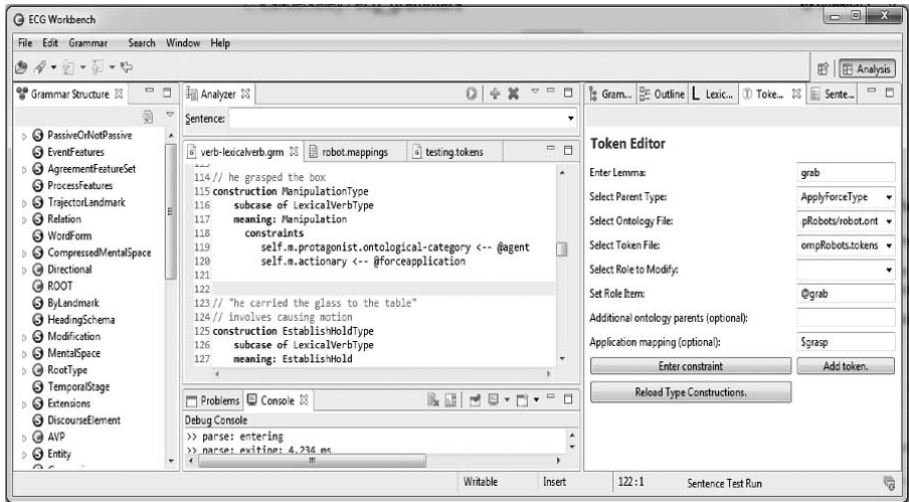 ECG Workbench
File Edit Grammar Search Window Help
Analysis
Grammar Structure
PassiveOrNotPassive
EventFeatures
AgreementFeatureSet
ProcessFeatures
TrajectorLandmark
Relation
WordForm
CompressedMentalSpace
Directional
ROOT
ByLandmark
HeadingSchema
Modification
MentalSpace
RootType
TemporalStage
Extensions
DiscourseElement
AVP
Entity
Analyzer
Sentence:
verb-lexicalverb.grm robot.mappings testing.tokens
114 // he grasped the box
115 construction ManipulationType
116 subcase of LexicalVerbType
117 meaning: Manipulation
118 constraints
119 self.m.protagonist.ontological-category <-- @agent
120 self.m.actionary <-- @forceapplication
121
122
123 // "he carried the glass to the table"
124 // involves causing motion
125 construction EstablishHoldType
126 subcase of LexicalVerbType
127 meaning: EstablishHold
Problems Console
Debug Console
>> parse: entering
>> parse: exiting: 4.234 ms
Gram... Outline Lexic... Toke... Sente...
Token Editor
Enter Lemma: grab
Select Parent Type: ApplyForceType
Select Ontology File: pRobots/robot.ont
Select Token File: ompRobots.tokens
Select Role to Modify:
Set Role Item: @grab
Additional ontology parents (optional):
Application mapping (optional): $grasp
Enter constraint Add token.
Reload Type Constructions.
Writable Insert 122:1 Sentence Test Run